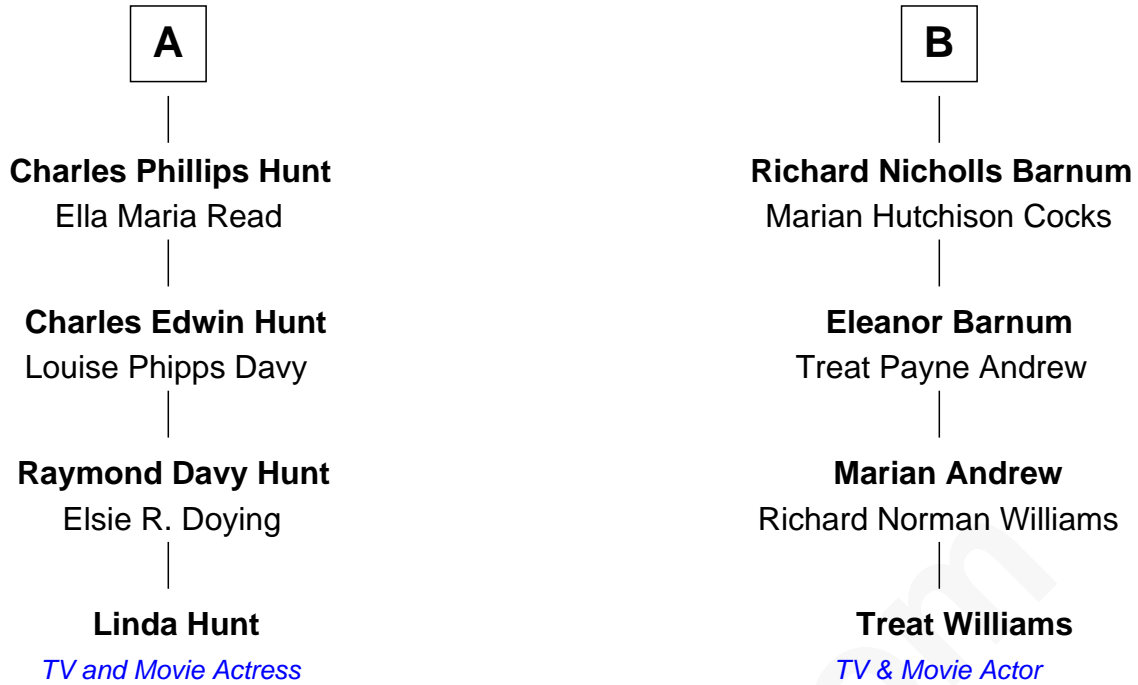 A
Charles Phillips Hunt
Ella Maria Read
Charles Edwin Hunt
Louise Phipps Davy
Raymond Davy Hunt
Elsie R. Doying
Linda Hunt
TV and Movie Actress
B
Richard Nicholls Barnum
Marian Hutchison Cocks
Eleanor Barnum
Treat Payne Andrew
Marian Andrew
Richard Norman Williams
Treat Williams
TV & Movie Actor